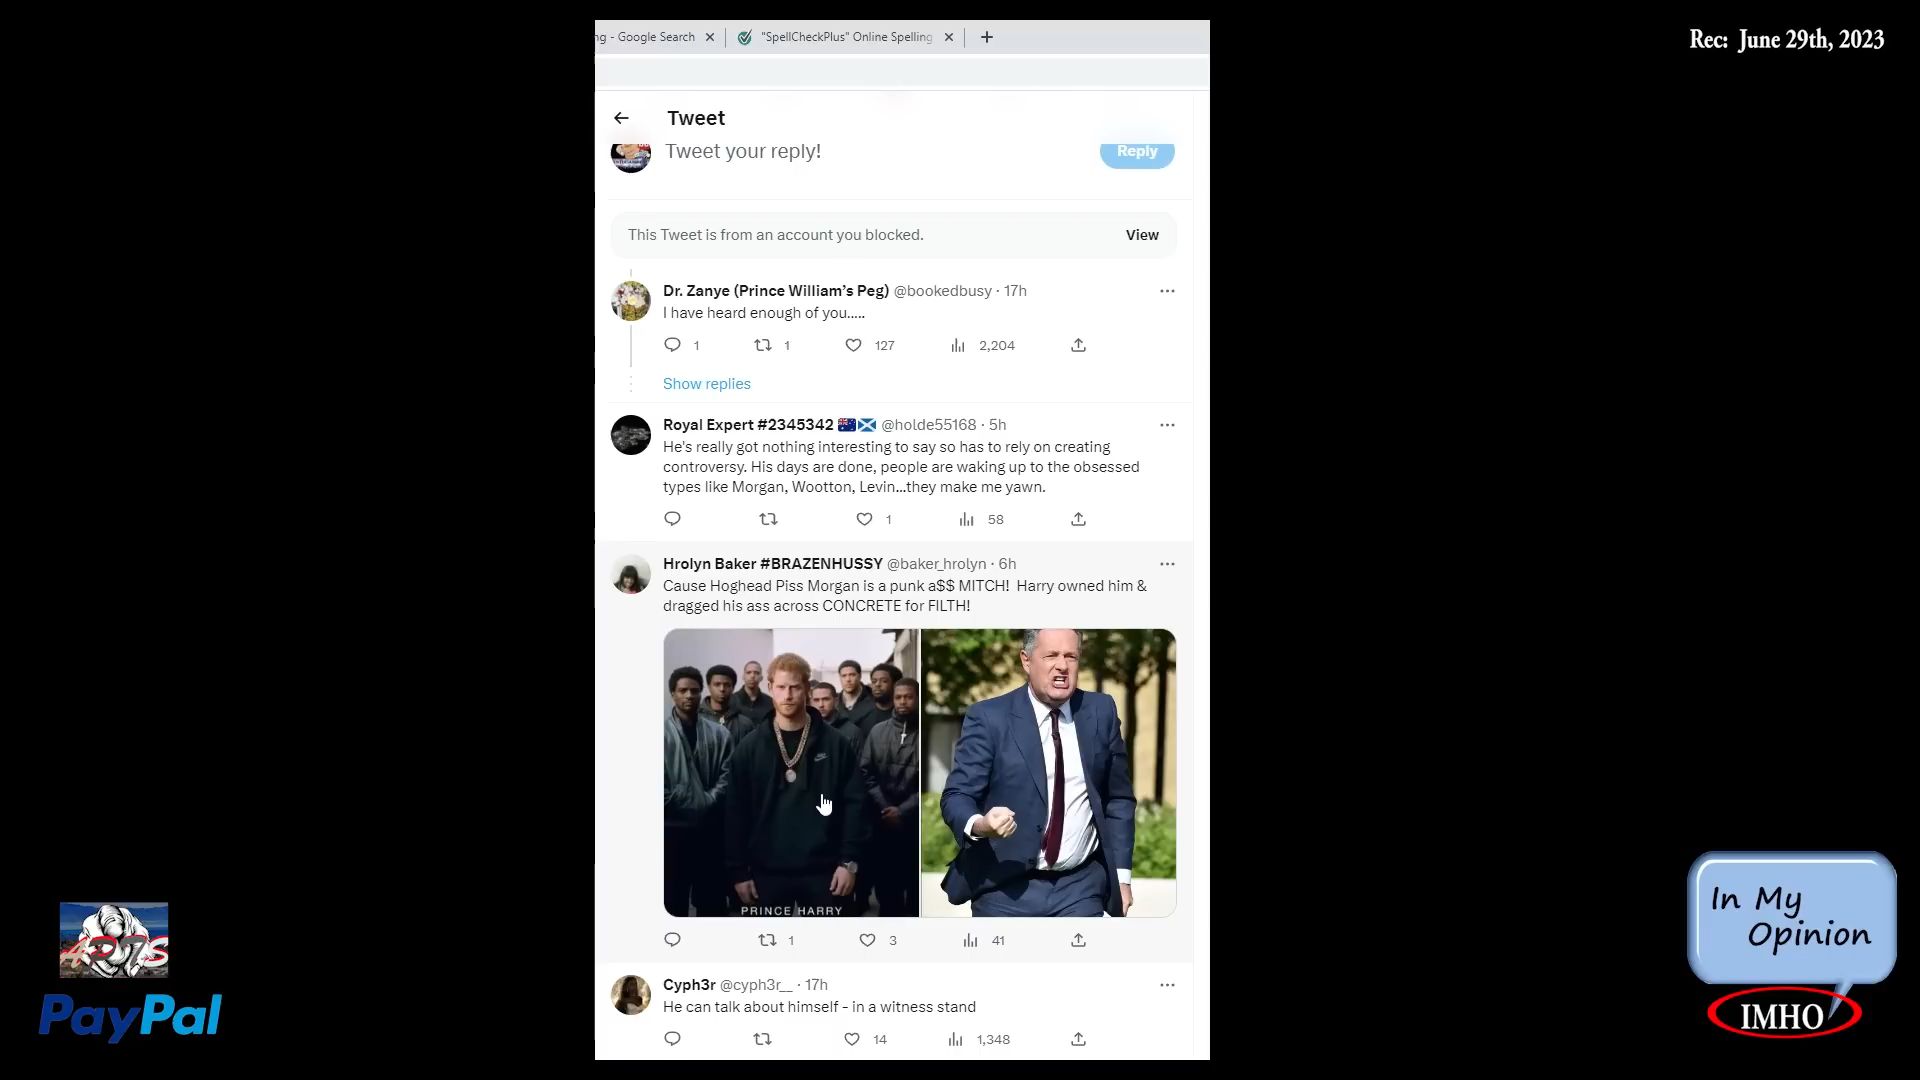 Rec: June 29th, 2023
ng - Google Search
"SpellCheckPlus" Online Spelling
Tweet
Tweet your reply!
Reply
This Tweet is from an account you blocked.
View
Dr. Zanye (Prince William's Peg) @bookedbusy · 17h
I have heard enough of you.....
1 1 127 2,204
Show replies
Royal Expert #2345342 🇦🇺🏴󠁧󠁢󠁳󠁣󠁴󠁿 @holde55168 · 5h
He's really got nothing interesting to say so has to rely on creating
controversy. His days are done, people are waking up to the obsessed
types like Morgan, Wootton, Levin...they make me yawn.
1 58
Hrolyn Baker #BRAZENHUSSY @baker_hrolyn · 6h
Cause Hoghead Piss Morgan is a punk a$$ MITCH! Harry owned him &
dragged his ass across CONCRETE for FILTH!
PRINCE HARRY
1 3 41
Cyph3r @cyph3r__ · 17h
He can talk about himself - in a witness stand
14 1,348
PayPal
In My
Opinion
IMHO